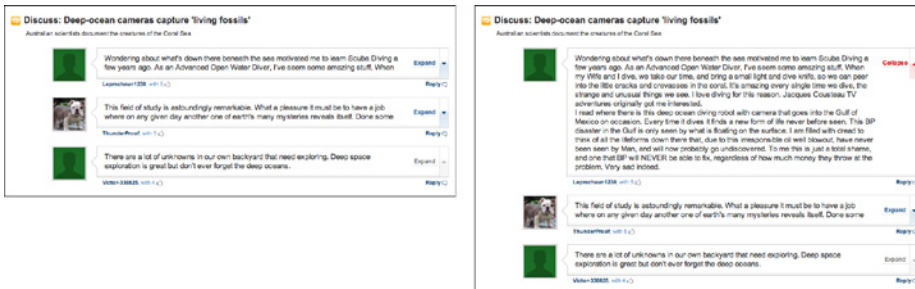 Discuss: Deep-ocean cameras capture 'living fossils'
Australian scientists document the creatures of the Coral Sea
Wondering about what's down there beneath the sea motivated me to learn Scuba Diving a
few years ago. As an Advanced Open Water Diver, I've seem some amazing stuff. When
Expand
with 5
Reply
This field of study is astoundingly remarkable. What a pleasure it must be to have a job
where on any given day another one of earth's many mysteries reveals itself. Done some
Expand
ThunderProof, with 5
Reply
There are a lot of unknowns in our own backyard that need exploring. Deep space
exploration is great but don't ever forget the deep oceans.
Expand
Victor-330825, with 4
Reply
Discuss: Deep-ocean cameras capture 'living fossils'
Australian scientists document the creatures of the Coral Sea
Wondering about what's down there beneath the sea motivated me to learn Scuba Diving a
few years ago. As an Advanced Open Water Diver, I've seem some amazing stuff. When
my Wife and I dive, we take our time, and bring a small light and dive knife, so we can peer
into the little cracks and crevasses in the coral. It's amazing every single time we dive, the
strange and unusual things we see. I love diving for this reason. Jacques Cousteau TV
adventures originally got me interested.
I read where is this deep ocean diving robot with camera that goes into the Gulf of
Mexico on occasion. Every time it dives it finds a new form of life never before seen. This BP
disaster in the Gulf is only seen by what is floating on the surface. I am filled with dread to
think of all the lifeforms down there that, due to this irresponsible oil well blowout, have never
been seen by Man, and will now probably go undiscovered. To me this is just a total shame,
and one that BP will NEVER be able to fix, regardless of how much money they throw at the
problem. Very sad indeed.
Collapse
with 5
Reply
This field of study is astoundingly remarkable. What a pleasure it must be to have a job
where on any given day another one of earth's many mysteries reveals itself. Done some
Expand
ThunderProof, with 5
Reply
There are a lot of unknowns in our own backyard that need exploring. Deep space
exploration is great but don't ever forget the deep oceans.
Expand
Victor-330825, with 4
Reply